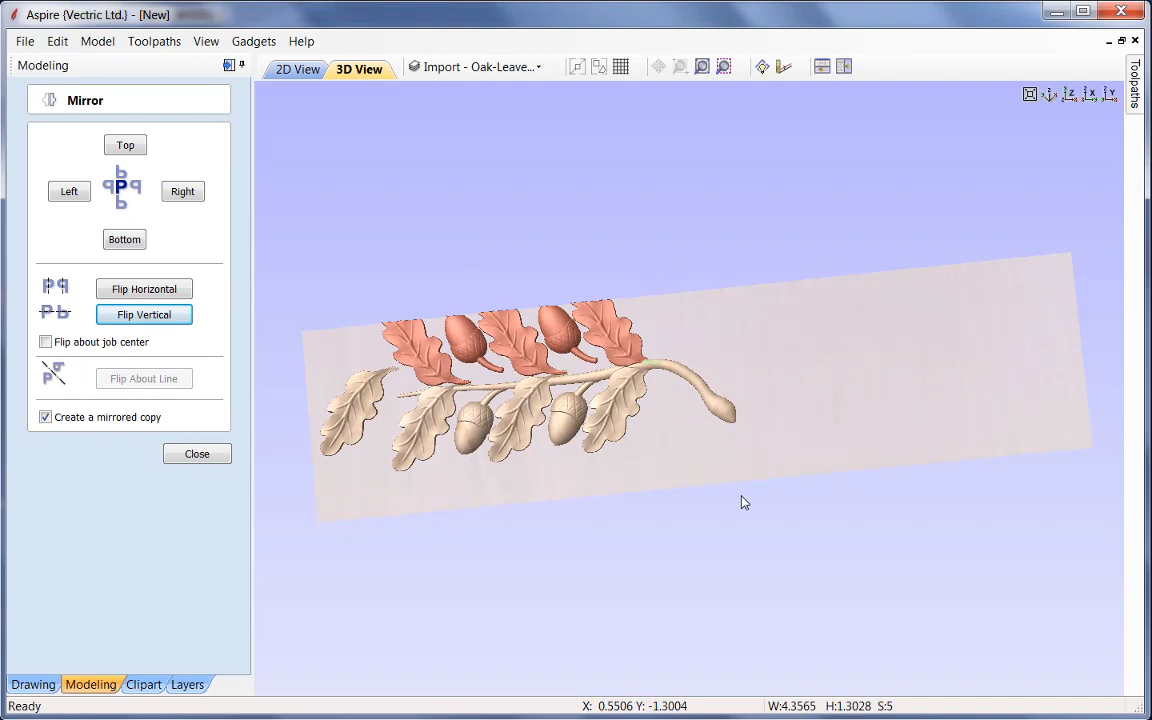 Aspire {Vectric Ltd.} - [New]
File Edit Model Toolpaths View Gadgets Help
Modeling
2D View 3D View Import - Oak-Leave...
Toolpaths
Mirror
Top
Left Right
Bottom
Flip Horizontal
Flip Vertical
Flip about job center
Flip About Line
Create a mirrored copy
Close
Drawing Modeling Clipart Layers
Ready X: 0.5506 Y: -1.3004 W:4.3565 H:1.3028 S:5